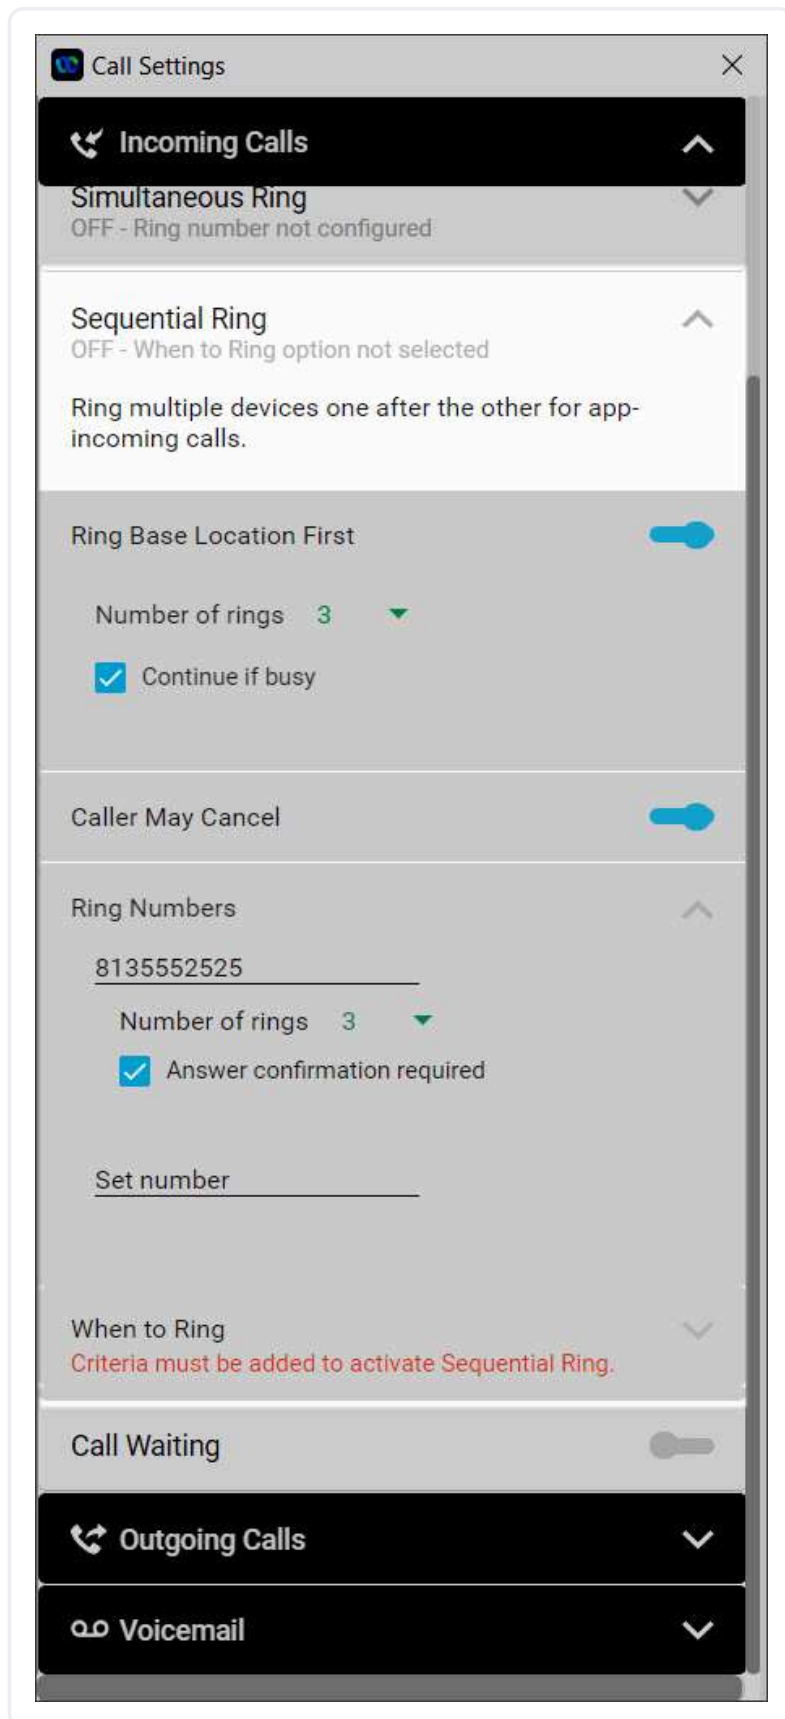 Call Settings
Incoming Calls
Simultaneous Ring
OFF - Ring number not configured
Sequential Ring
OFF - When to Ring option not selected
Ring multiple devices one after the other for app-
incoming calls.
Ring Base Location First
Number of rings 3
Continue if busy
Caller May Cancel
Ring Numbers
8135552525
Number of rings 3
Answer confirmation required
Set number
When to Ring
Criteria must be added to activate Sequential Ring.
Call Waiting
Outgoing Calls
Voicemail